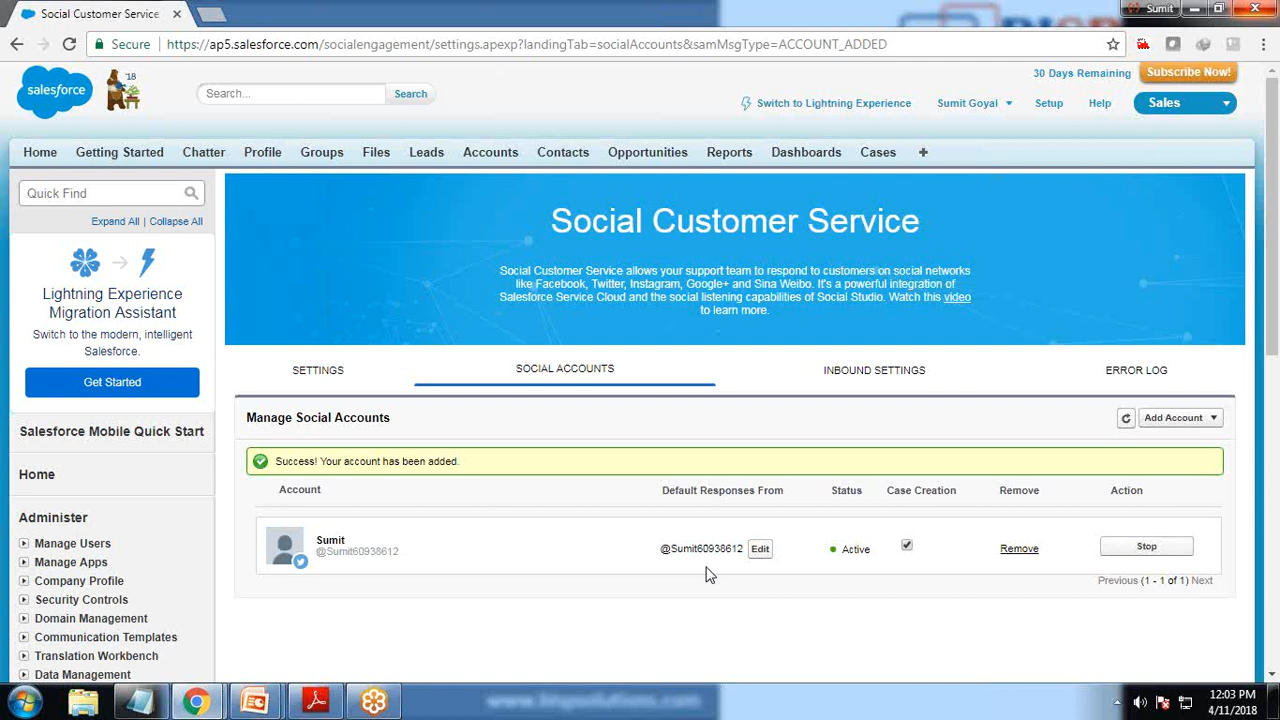 Social Customer Service
Sumit
Secure
https://ap5.salesforce.com/socialengagement/settings.apexp?landingTab=socialAccounts&samMsgType=ACCOUNT_ADDED
salesforce
'18
Search...
Search
30 Days Remaining
Subscribe Now!
Switch to Lightning Experience
Sumit Goyal
Setup
Help
Sales
Home
Getting Started
Chatter
Profile
Groups
Files
Leads
Accounts
Contacts
Opportunities
Reports
Dashboards
Cases
+
Quick Find
Expand All | Collapse All
Lightning Experience
Migration Assistant
Switch to the modern, intelligent
Salesforce.
Get Started
Salesforce Mobile Quick Start
Home
Administer
Manage Users
Manage Apps
Company Profile
Security Controls
Domain Management
Communication Templates
Translation Workbench
Data Management
Social Customer Service
Social Customer Service allows your support team to respond to customers on social networks
like Facebook, Twitter, Instagram, Google+ and Sina Weibo. It's a powerful integration of
Salesforce Service Cloud and the social listening capabilities of Social Studio. Watch this video
to learn more.
SETTINGS
SOCIAL ACCOUNTS
INBOUND SETTINGS
ERROR LOG
Manage Social Accounts
Add Account
Success! Your account has been added.
Account
Default Responses From
Status
Case Creation
Remove
Action
Sumit
@Sumit60938612
@Sumit60938612
Edit
Active
Remove
Stop
Previous (1 - 1 of 1) Next
12:03 PM
4/11/2018